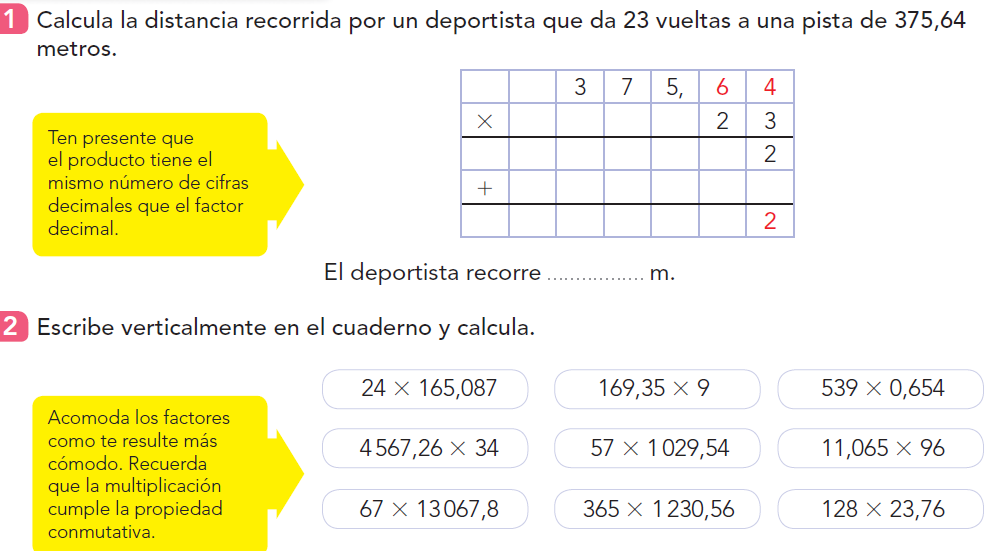 1 Calcula la distancia recorrida por un deportista que da 23 vueltas a una pista de 375,64
metros.
Ten presente que
el producto tiene el
mismo número de cifras
decimales que el factor
decimal.
3 7 5, 6 4
× 2 3
2
+
2
El deportista recorre ................. m.
2 Escribe verticalmente en el cuaderno y calcula.
Acomoda los factores
como te resulte más
cómodo. Recuerda
que la multiplicación
cumple la propiedad
conmutativa.
24 × 165,087 169,35 × 9 539 × 0,654
4 567,26 × 34 57 × 1 029,54 11,065 × 96
67 × 13 067,8 365 × 1 230,56 128 × 23,76